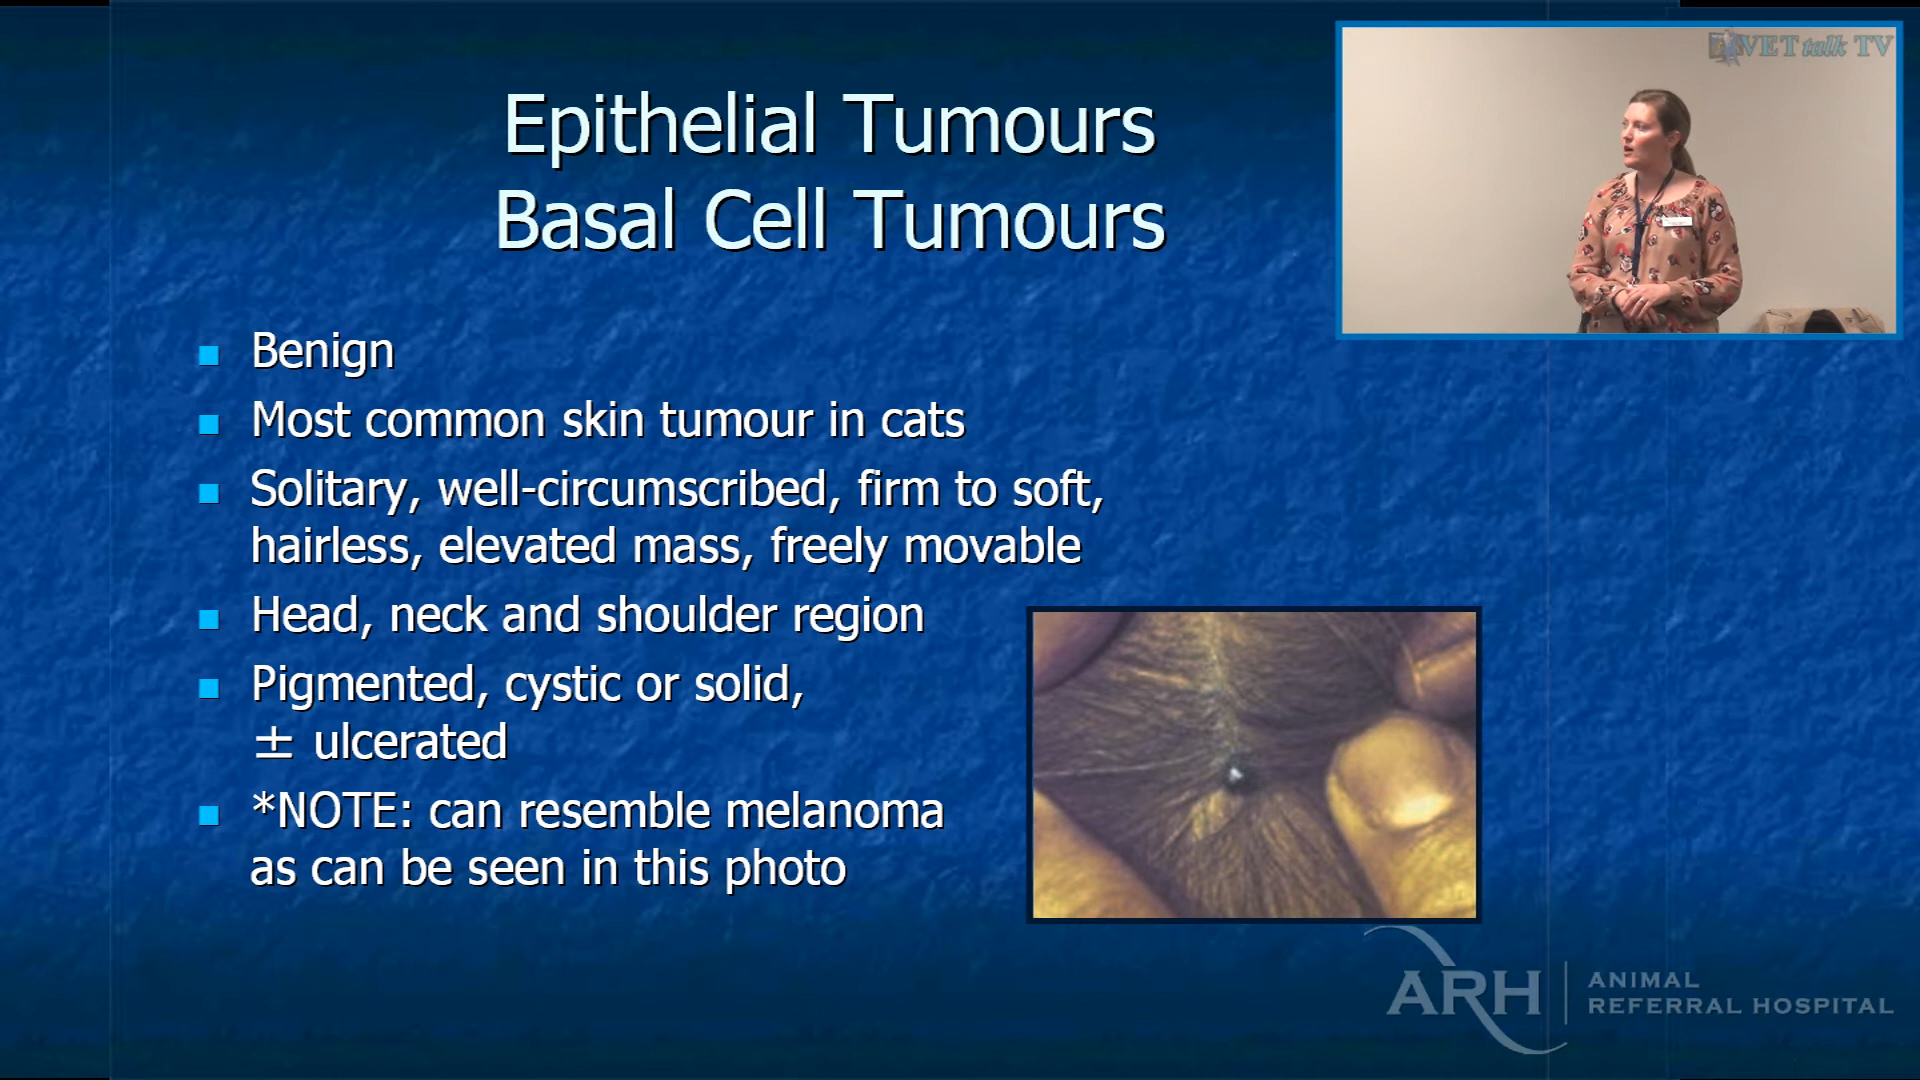 VET talk TV
Epithelial Tumours
Basal Cell Tumours
Benign
Most common skin tumour in cats
Solitary, well-circumscribed, firm to soft,
hairless, elevated mass, freely movable
Head, neck and shoulder region
Pigmented, cystic or solid,
± ulcerated
*NOTE: can resemble melanoma
as can be seen in this photo
ARH
ANIMAL
REFERRAL HOSPITAL